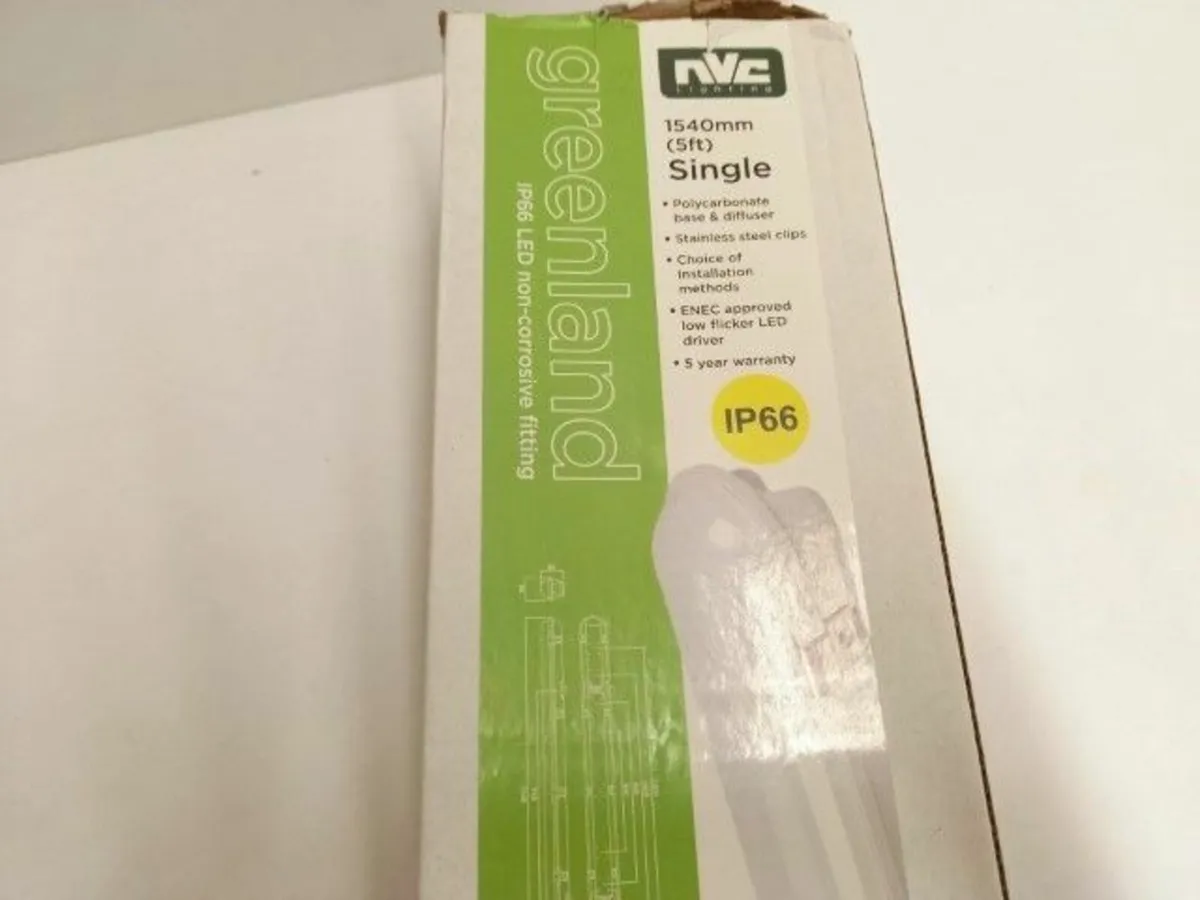 greenland
IP66 LED non-corrosive fitting
nvc
Lighting
1540mm
(5ft)
Single
• Polycarbonate
base & diffuser
• Stainless steel clips
• Choice of
installation
methods
• ENEC approved
low flicker LED
driver
• 5 year warranty
IP66